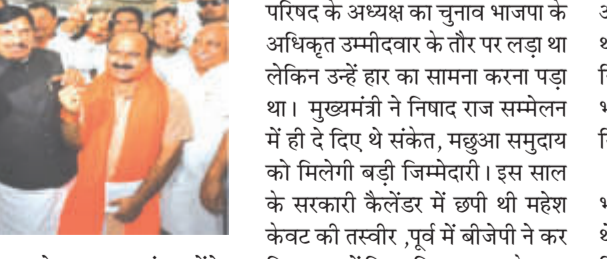 परिषद के अध्यक्ष का चुनाव भाजपा के
अधिकृत उम्मीदवार के तौर पर लड़ा था
लेकिन उन्हें हार का सामना करना पड़ा
था। मुख्यमंत्री ने निषाद राज सम्मेलन
में ही दे दिए थे संकेत, मछुआ समुदाय
को मिलेगी बड़ी जिम्मेदारी। इस साल
के सरकारी कैलेंडर में छपी थी महेश
केवट की तस्वीर ,पूर्व में बीजेपी ने कर